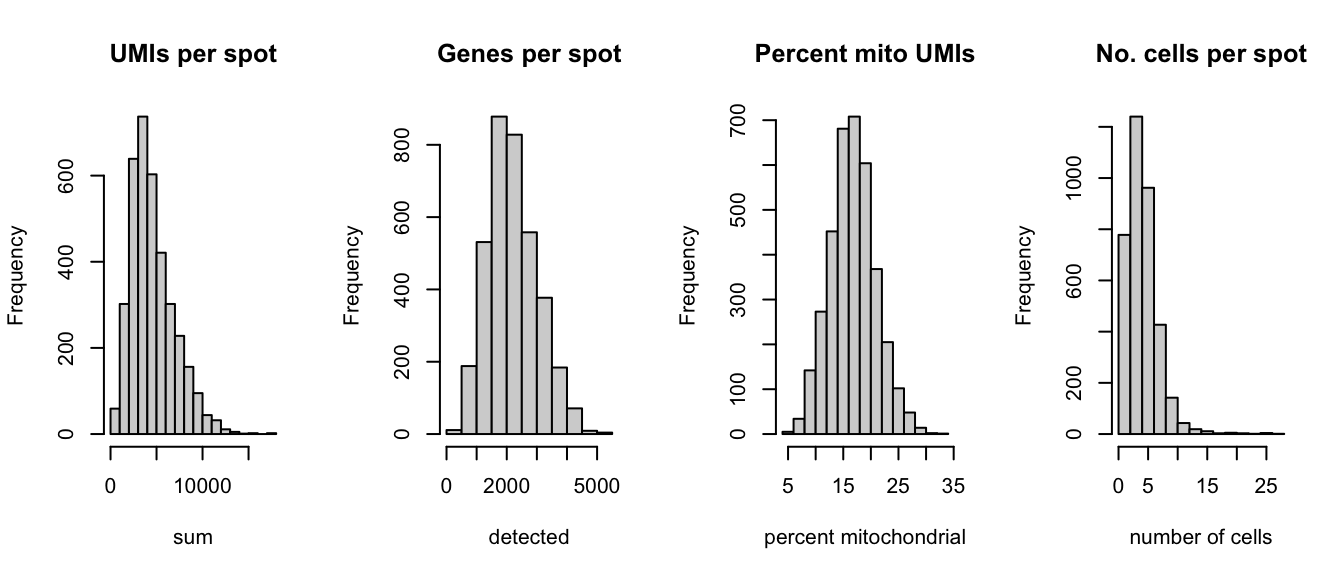 UMIs per spot
Frequency
0
200
400
600
0
10000
sum
Genes per spot
Frequency
0
200
400
600
800
0
2000
5000
detected
Percent mito UMIs
Frequency
0
100
300
500
700
5
15
25
35
percent mitochondrial
No. cells per spot
Frequency
0
200
600
1000
0
5
15
25
number of cells